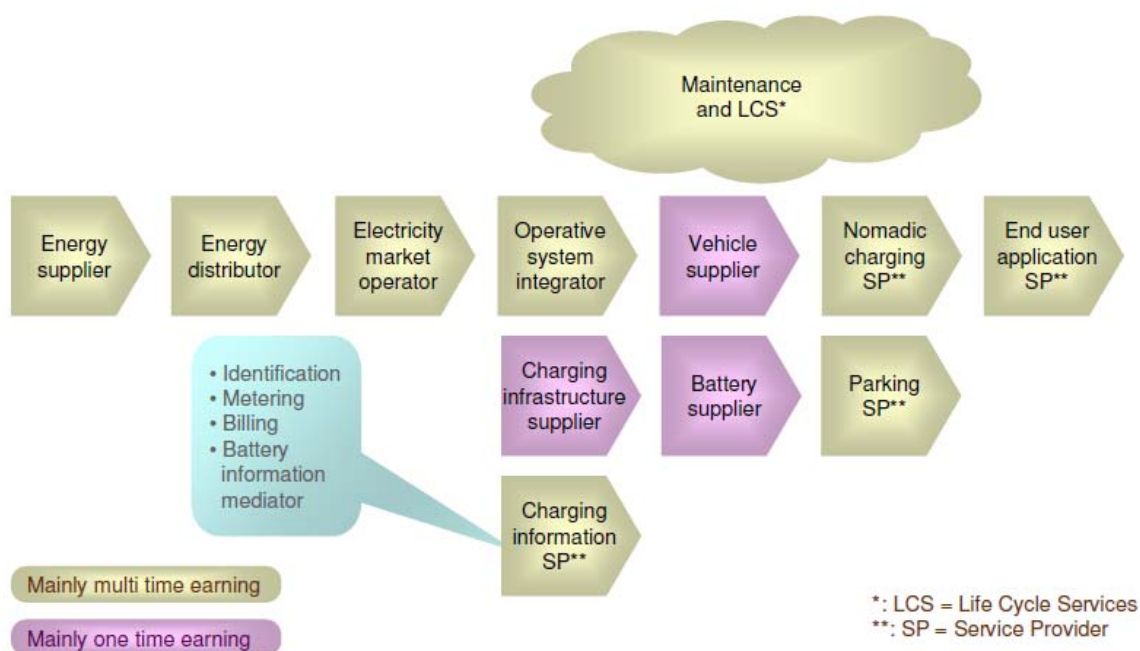 Maintenance
and LCS*
Energy
supplier
Energy
distributor
Electricity
market
operator
Operative
system
integrator
Vehicle
supplier
Nomadic
charging
SP**
End user
application
SP**
• Identification
• Metering
• Billing
• Battery
information
mediator
Charging
infrastructure
supplier
Battery
supplier
Parking
SP**
Charging
information
SP**
Mainly multi time earning
Mainly one time earning
*: LCS = Life Cycle Services
**: SP = Service Provider